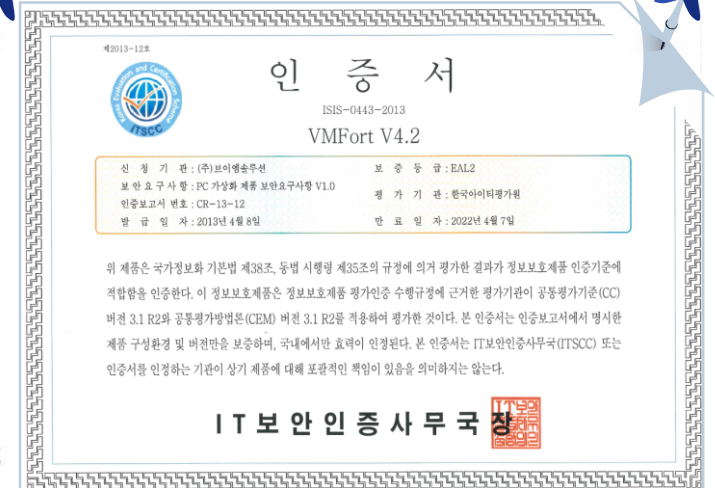 제2013-12호
Korea Evaluation and Certification Scheme
ITSCC
인 증 서
ISIS-0443-2013
VMFort V4.2
신 청 기 관 : (주)브이엠솔루션
보 증 등 급 : EAL2
보 안 요 구 사 항 : PC 가상화 제품 보안요구사항 V1.0
평 가 기 관 : 한국아이티평가원
인증보고서 번호 : CR-13-12
발 급 일 자 : 2013년 4월 8일
만 료 일 자 : 2022년 4월 7일
위 제품은 국가정보화 기본법 제38조, 동법 시행령 제35조의 규정에 의거 평가한 결과가 정보보호제품 인증기준에
적합함을 인증한다. 이 정보보호제품은 정보보호제품 평가인증 수행규정에 근거한 평가기관이 공통평가기준(CC)
버전 3.1 R2와 공통평가방법론(CEM) 버전 3.1 R2를 적용하여 평가한 것이다. 본 인증서는 인증보고서에서 명시한
제품 구성환경 및 버전만을 보증하며, 국내에서만 효력이 인정된다. 본 인증서는 IT보안인증사무국(ITSCC) 또는
인증서를 인정하는 기관이 상기 제품에 대해 포괄적인 책임이 있음을 의미하지는 않는다.
IT보안인증사무국장